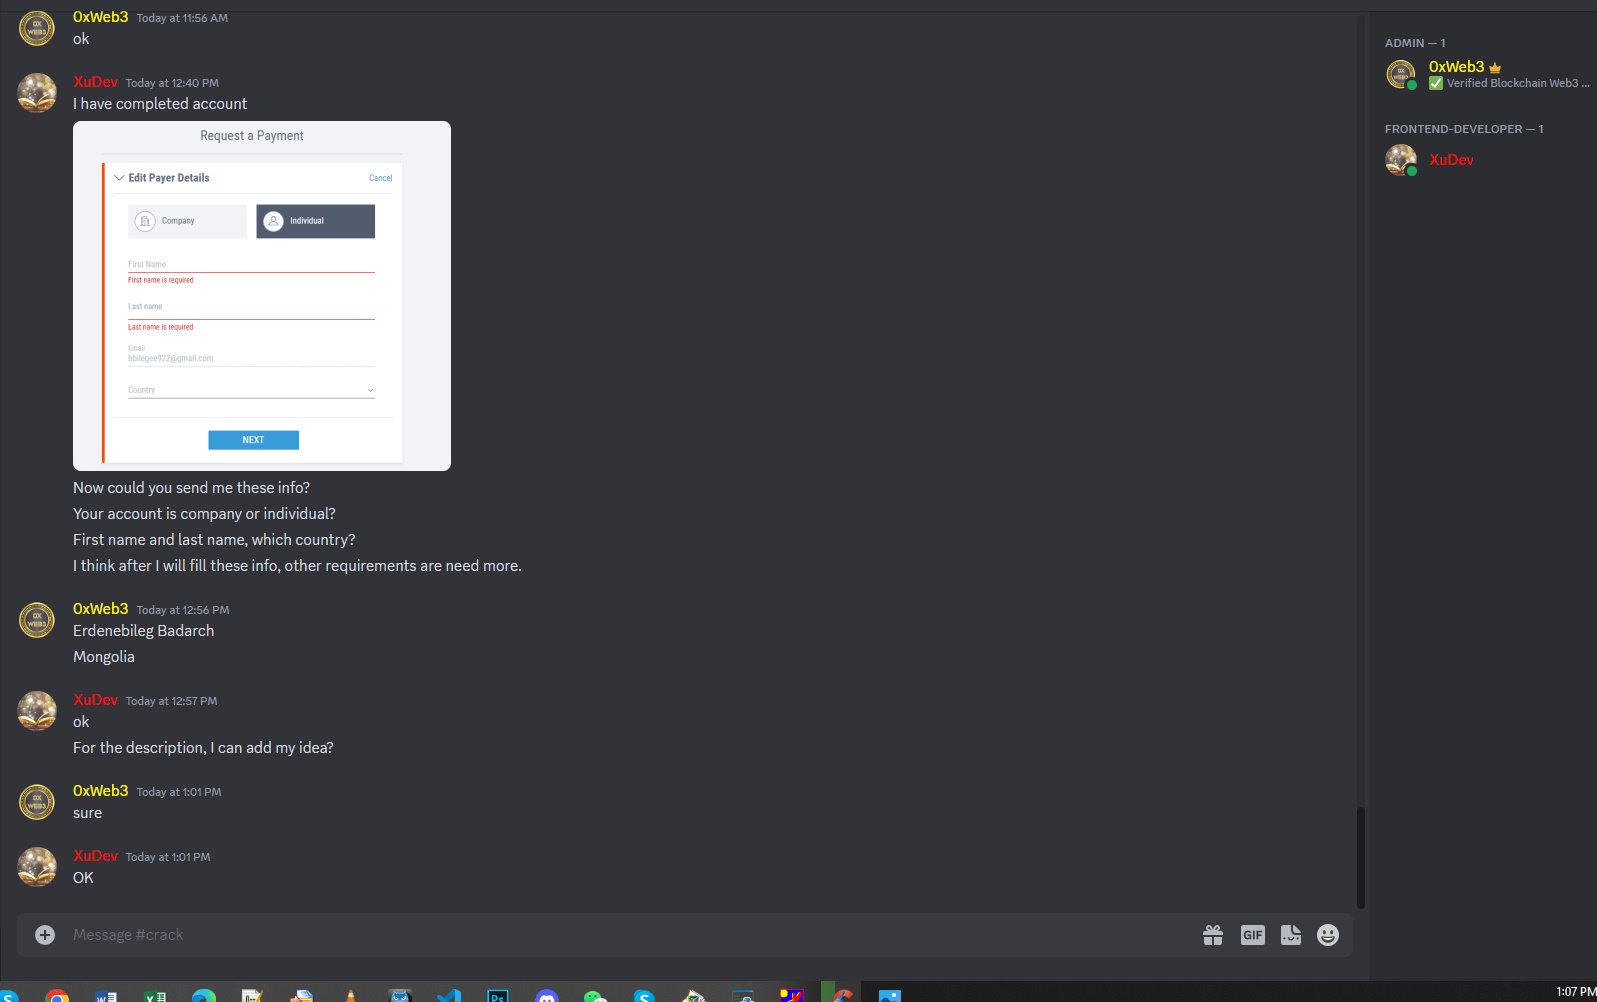 0xWeb3 Today at 11:56 AM
ok
XuDev Today at 12:40 PM
I have completed account
Request a Payment
Edit Payer Details Cancel
Company Individual
First Name
First name is required
Last name
Last name is required
Email
bbilegee922@gmail.com
Country
NEXT
Now could you send me these info?
Your account is company or individual?
First name and last name, which country?
I think after I will fill these info, other requirements are need more.
0xWeb3 Today at 12:56 PM
Erdenebileg Badarch
Mongolia
XuDev Today at 12:57 PM
ok
For the description, I can add my idea?
0xWeb3 Today at 1:01 PM
sure
XuDev Today at 1:01 PM
OK
Message #crack
GIF
ADMIN — 1
0xWeb3
Verified Blockchain Web3 ...
FRONTEND-DEVELOPER — 1
XuDev
1:07 PM